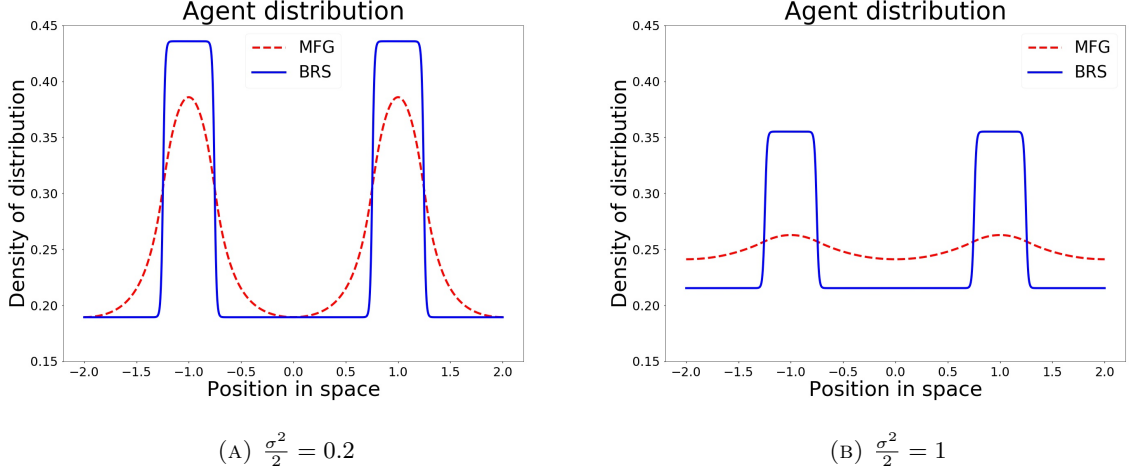 Agent distribution
MFG
BRS
Density of distribution
0.45
0.40
0.35
0.30
0.25
0.20
0.15
−2.0 −1.5 −1.0 −0.5 0.0 0.5 1.0 1.5 2.0
Position in space
(A) σ²/2 = 0.2
Agent distribution
MFG
BRS
Density of distribution
0.45
0.40
0.35
0.30
0.25
0.20
0.15
−2.0 −1.5 −1.0 −0.5 0.0 0.5 1.0 1.5 2.0
Position in space
(B) σ²/2 = 1